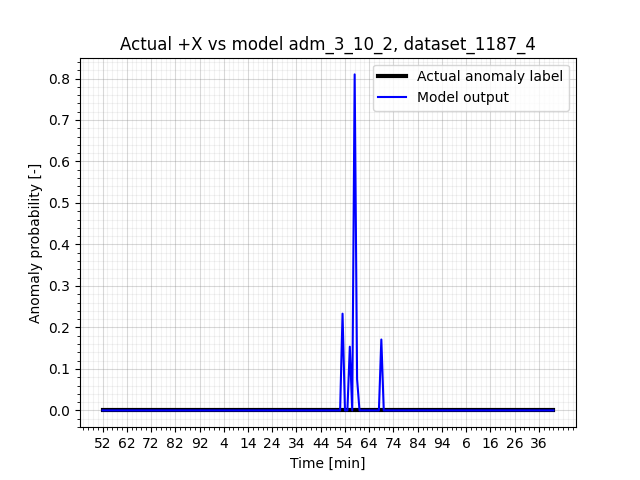 Actual +X vs model adm_3_10_2, dataset_1187_4
Actual anomaly label
Model output
Anomaly probability [-]
0.8
0.7
0.6
0.5
0.4
0.3
0.2
0.1
0.0
52 62 72 82 92 4 14 24 34 44 54 64 74 84 94 6 16 26 36
Time [min]